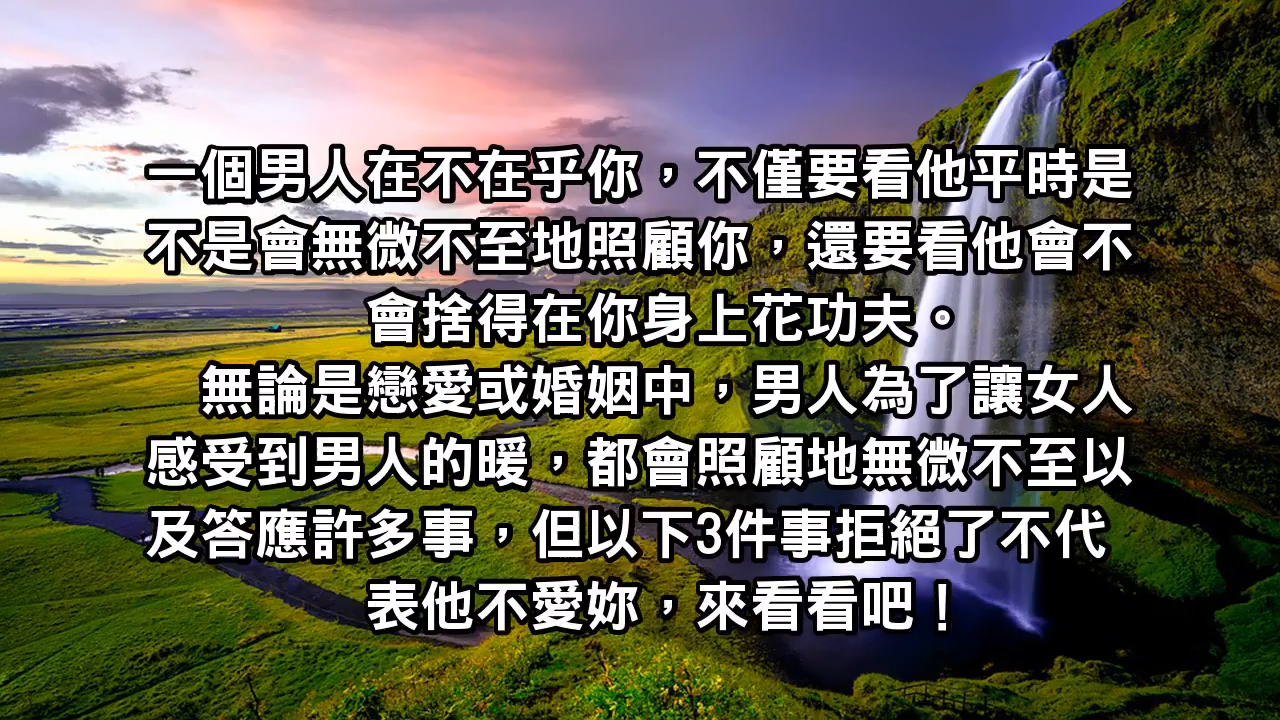 一個男人在不在乎你，不僅要看他平時是
不是會無微不至地照顧你，還要看他會不
會捨得在你身上花功夫。
無論是戀愛或婚姻中，男人為了讓女人
感受到男人的暖，都會照顧地無微不至以
及答應許多事，但以下3件事拒絕了不代
表他不愛妳，來看看吧！